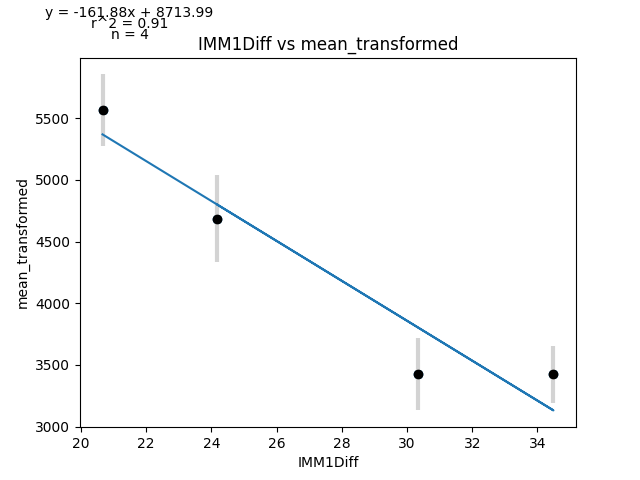 y = -161.88x + 8713.99
r^2 = 0.91
n = 4
IMM1Diff vs mean_transformed
5500
5000
4500
4000
3500
3000
mean_transformed
20 22 24 26 28 30 32 34
IMM1Diff